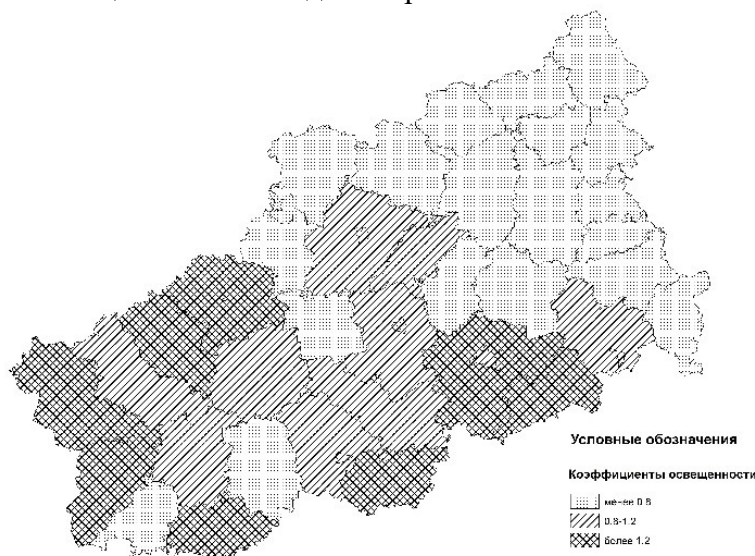 Условные обозначения
Коэффициенты освещенности
менее 0.8
0.8-1.2
более 1.2